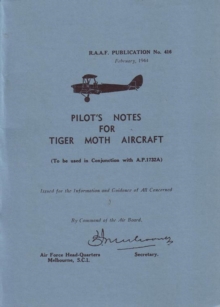 R.A.A.F. PUBLICATION No. 416
February, 1944
PILOT'S NOTES
FOR
TIGER MOTH AIRCRAFT
(To be used in Conjunction with A.P.1732A)
Issued for the Information and Guidance of All Concerned
By Command of the Air Board.
Air Force Head-Quarters
Secretary.
Melbourne, S.C.1.